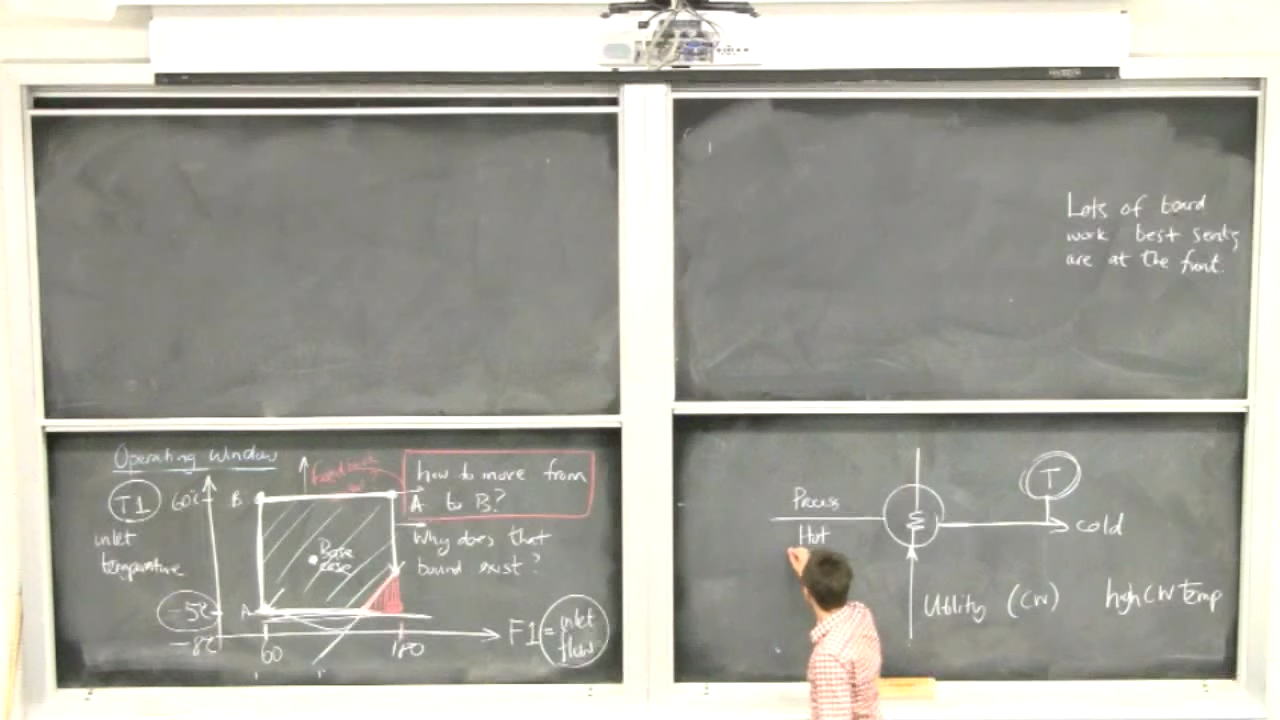 Lots of board
work best seats
are at the front.
Operating Window
T1
60°C
B
how to move from
A to B?
inlet
temperature
Base
case
Why does that
bound exist?
-5°C
A
-8°C
60
180
F1 = inlet
flow
T
Process
Hot
cold
Utility (CW)
high CW temp